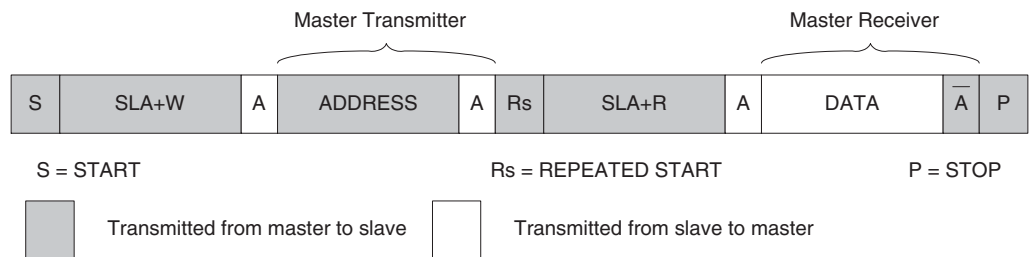 Master Transmitter Master Receiver
S SLA+W A ADDRESS A Rs SLA+R A DATA A̅ P
S = START Rs = REPEATED START P = STOP
Transmitted from master to slave Transmitted from slave to master